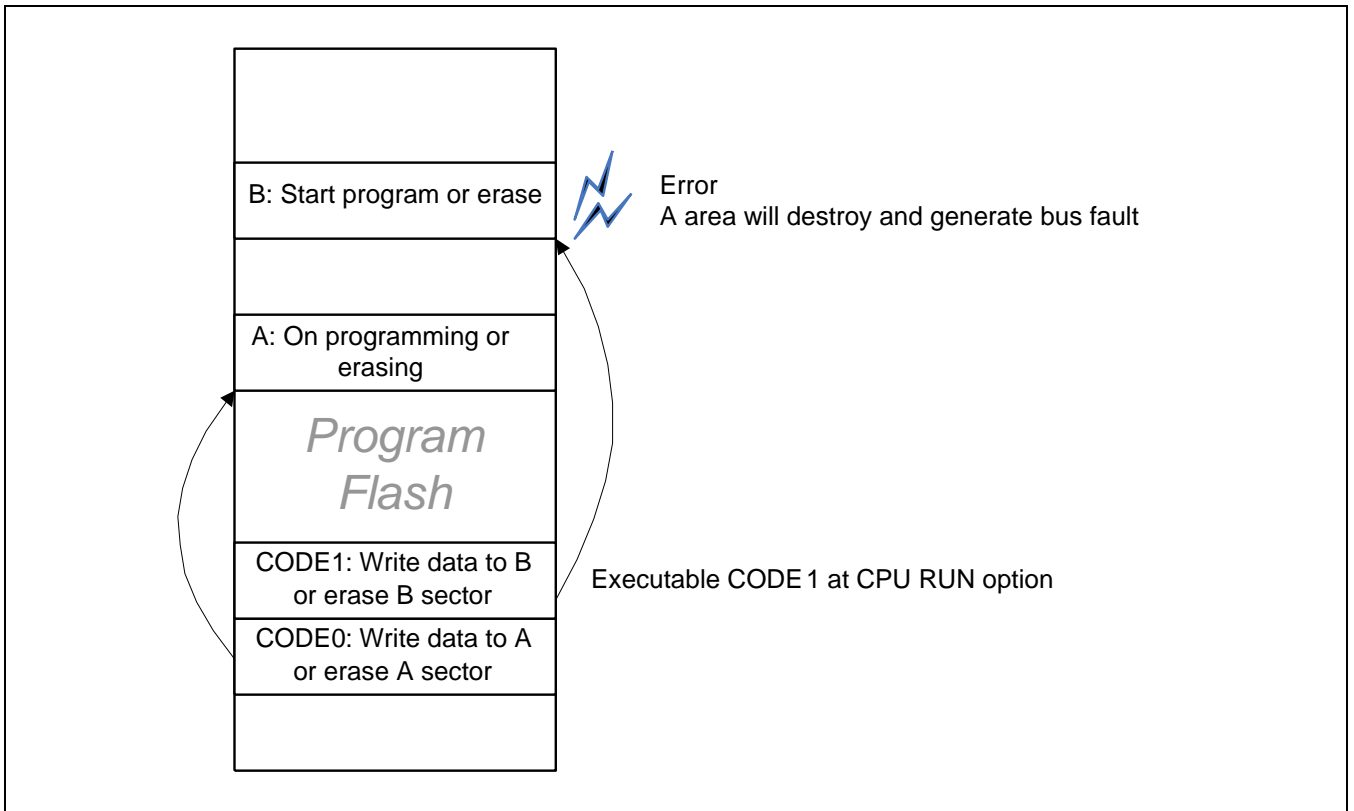 B: Start program or erase
Error
A area will destroy and generate bus fault
A: On programming or
erasing
Program
Flash
CODE1: Write data to B
or erase B sector
Executable CODE1 at CPU RUN option
CODE0: Write data to A
or erase A sector